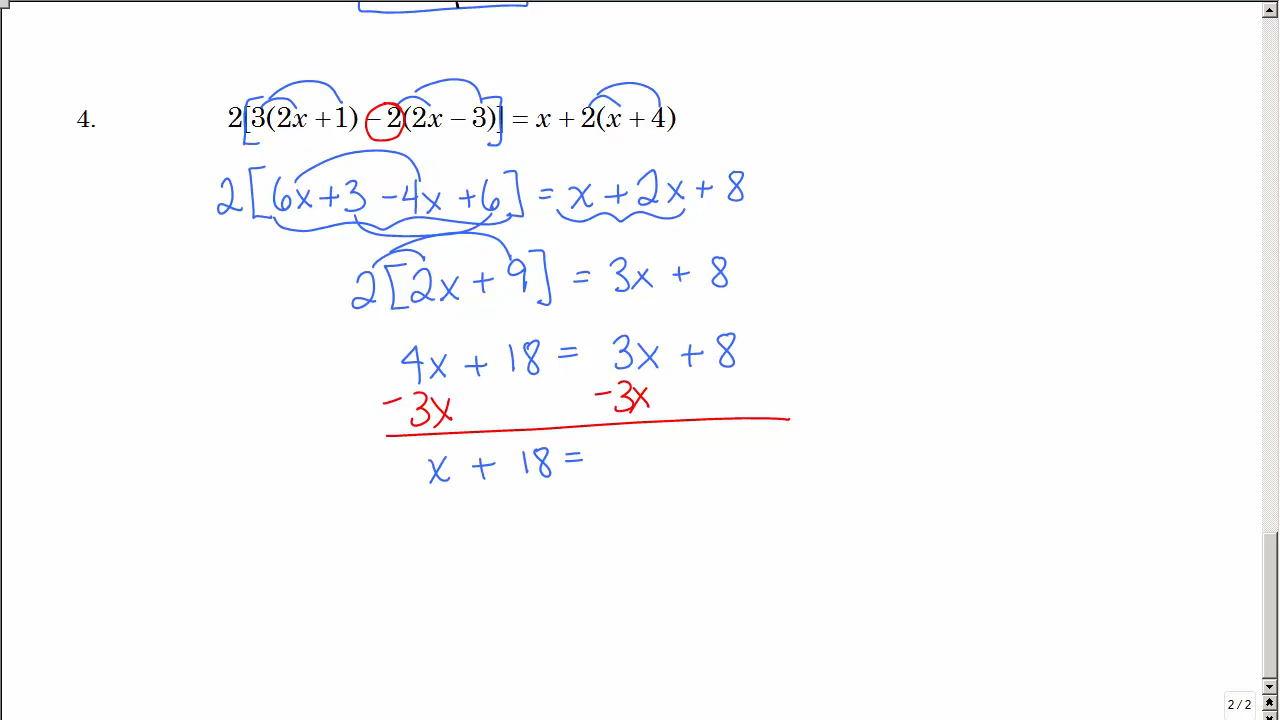 4. 2[3(2x + 1) − 2(2x − 3)] = x + 2(x + 4)
2[6x + 3 − 4x + 6] = x + 2x + 8
2[2x + 9] = 3x + 8
4x + 18 = 3x + 8
−3x −3x
x + 18 =
2 / 2